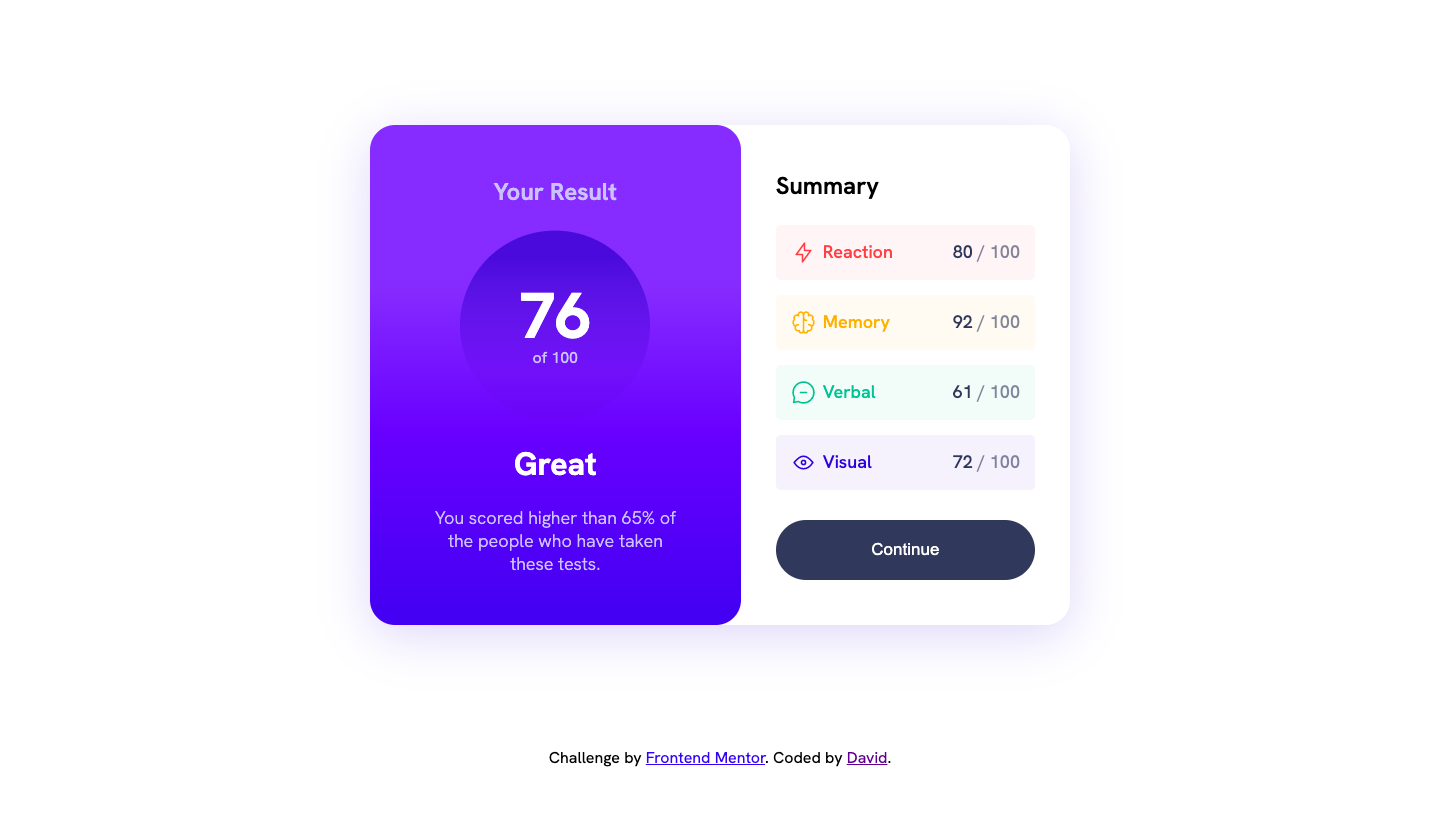 Your Result
76
of 100
Great
You scored higher than 65% of
the people who have taken
these tests.
Summary
Reaction 80 / 100
Memory 92 / 100
Verbal 61 / 100
Visual 72 / 100
Continue
Challenge by Frontend Mentor. Coded by David.